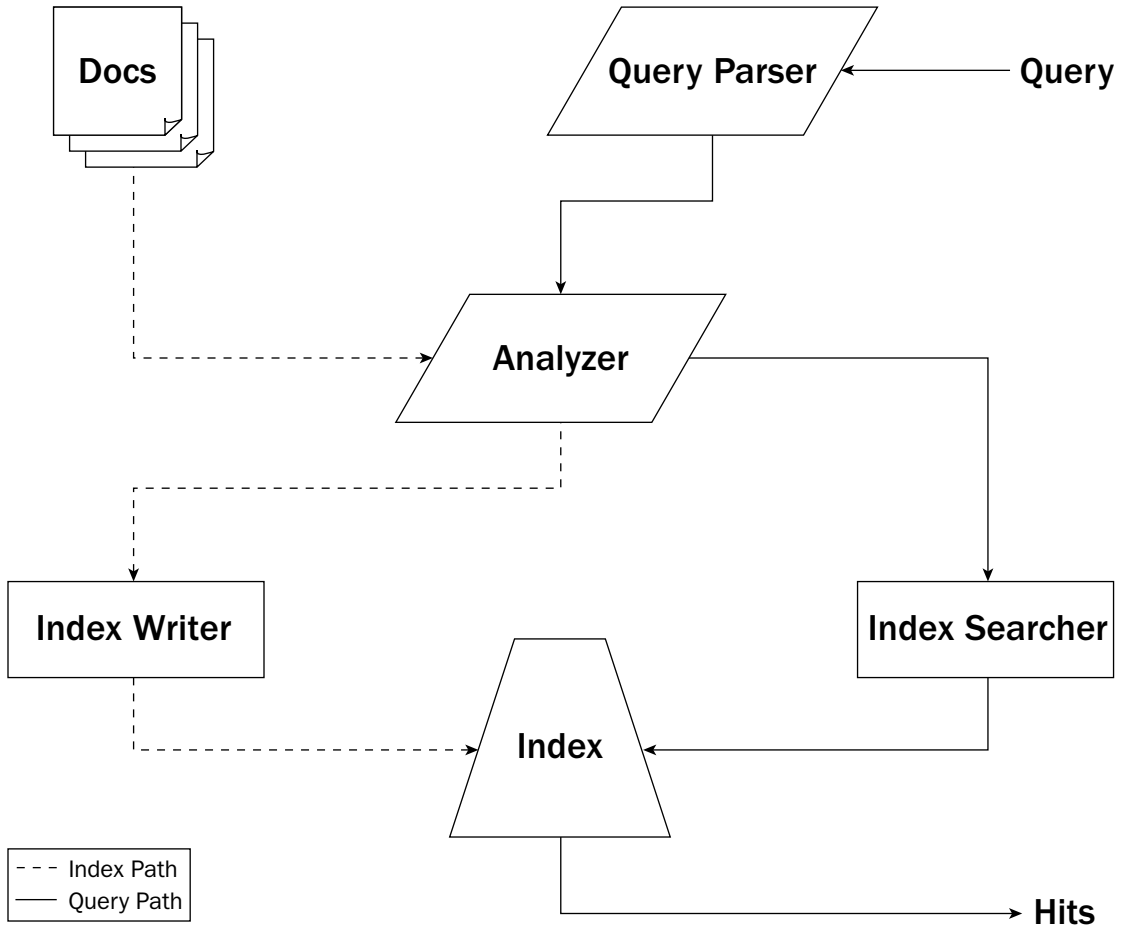 Docs
Query Parser
Query
Analyzer
Index Writer
Index Searcher
Index
Index Path
Query Path
Hits